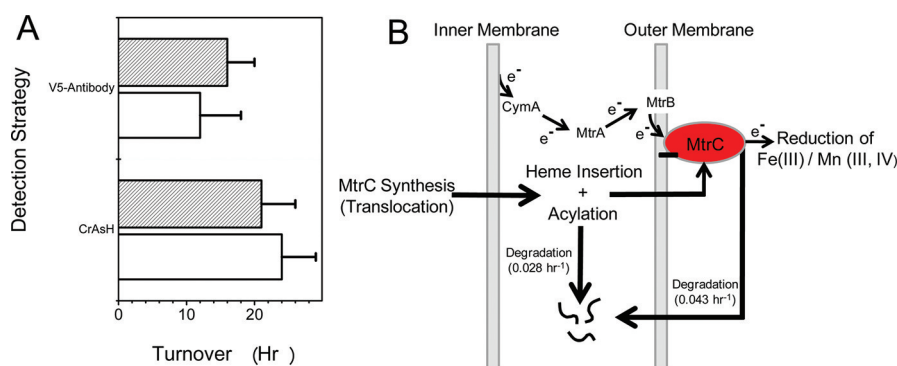 A
Detection Strategy
V5-Antibody
CrAsH
0
20
Turnover (Hr)
B
Inner Membrane
Outer Membrane
e-
CymA
e-
MtrA
e-
MtrB
e-
MtrC
e-
Reduction of
Fe(III) / Mn (III, IV)
MtrC Synthesis
(Translocation)
Heme Insertion
+
Acylation
Degradation
(0.028 hr-1)
Degradation
(0.043 hr-1)